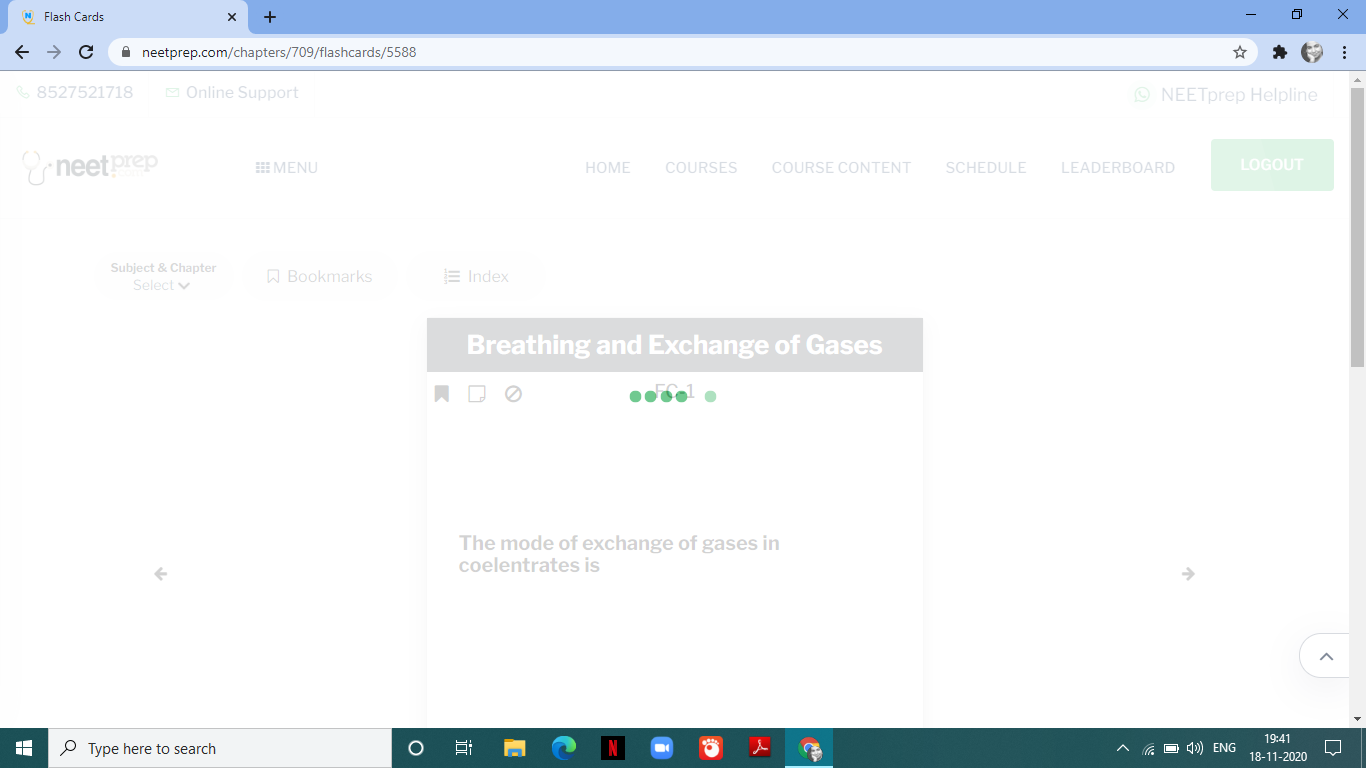 Flash Cards
neetprep.com/chapters/709/flashcards/5588
8527521718 Online Support NEETprep Helpline
neetprep .com MENU HOME COURSES COURSE CONTENT SCHEDULE LEADERBOARD LOGOUT
Subject & Chapter
Select Bookmarks Index
Breathing and Exchange of Gases
FC-1
The mode of exchange of gases in
coelentrates is
Type here to search ENG 19:41
18-11-2020